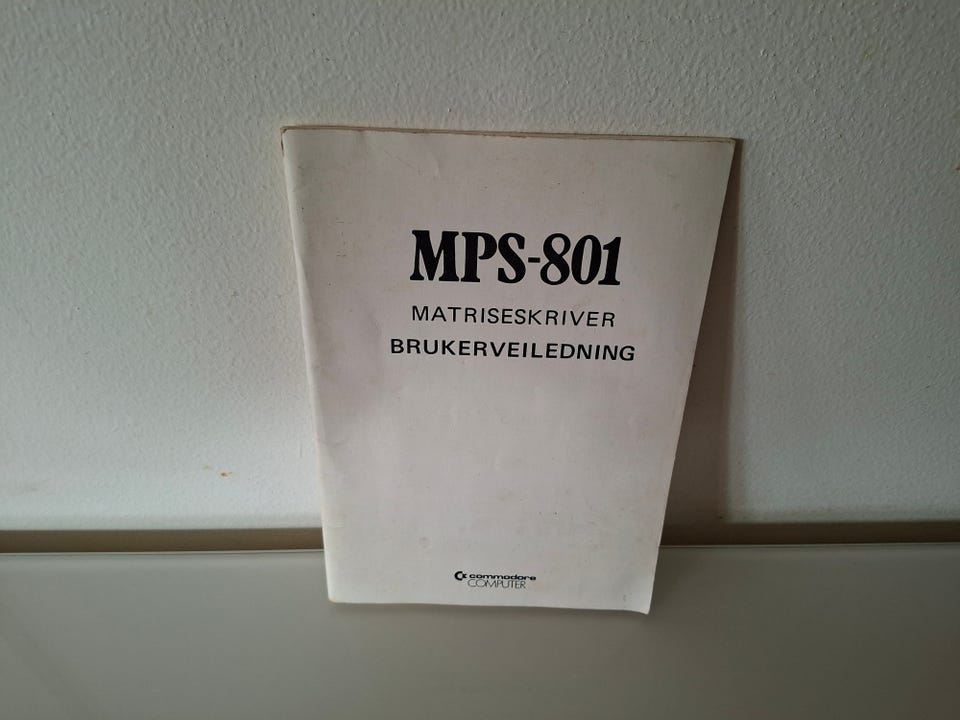 MPS-801
MATRISESKRIVER
BRUKERVEILEDNING
commodore
COMPUTER